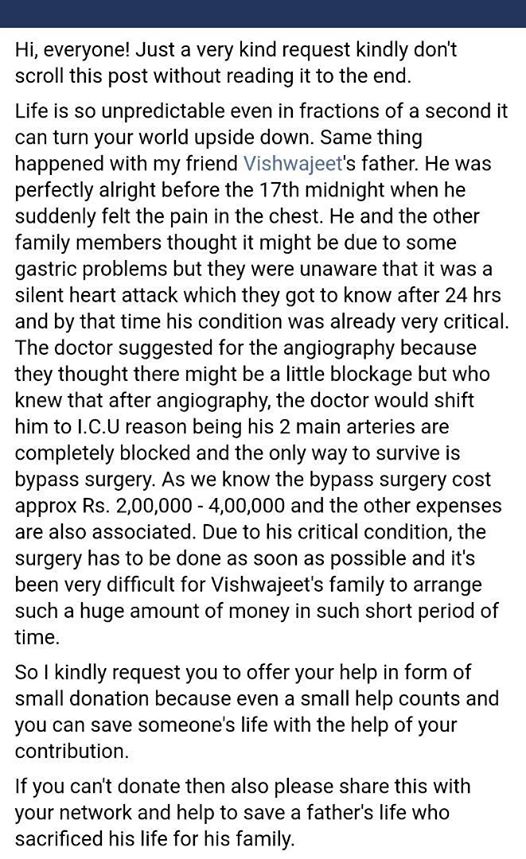 Hi, everyone! Just a very kind request kindly don't
scroll this post without reading it to the end.
Life is so unpredictable even in fractions of a second it
can turn your world upside down. Same thing
happened with my friend Vishwajeet's father. He was
perfectly alright before the 17th midnight when he
suddenly felt the pain in the chest. He and the other
family members thought it might be due to some
gastric problems but they were unaware that it was a
silent heart attack which they got to know after 24 hrs
and by that time his condition was already very critical.
The doctor suggested for the angiography because
they thought there might be a little blockage but who
knew that after angiography, the doctor would shift
him to I.C.U reason being his 2 main arteries are
completely blocked and the only way to survive is
bypass surgery. As we know the bypass surgery cost
approx Rs. 2,00,000 - 4,00,000 and the other expenses
are also associated. Due to his critical condition, the
surgery has to be done as soon as possible and it's
been very difficult for Vishwajeet's family to arrange
such a huge amount of money in such short period of
time.
So I kindly request you to offer your help in form of
small donation because even a small help counts and
you can save someone's life with the help of your
contribution.
If you can't donate then also please share this with
your network and help to save a father's life who
sacrificed his life for his family.